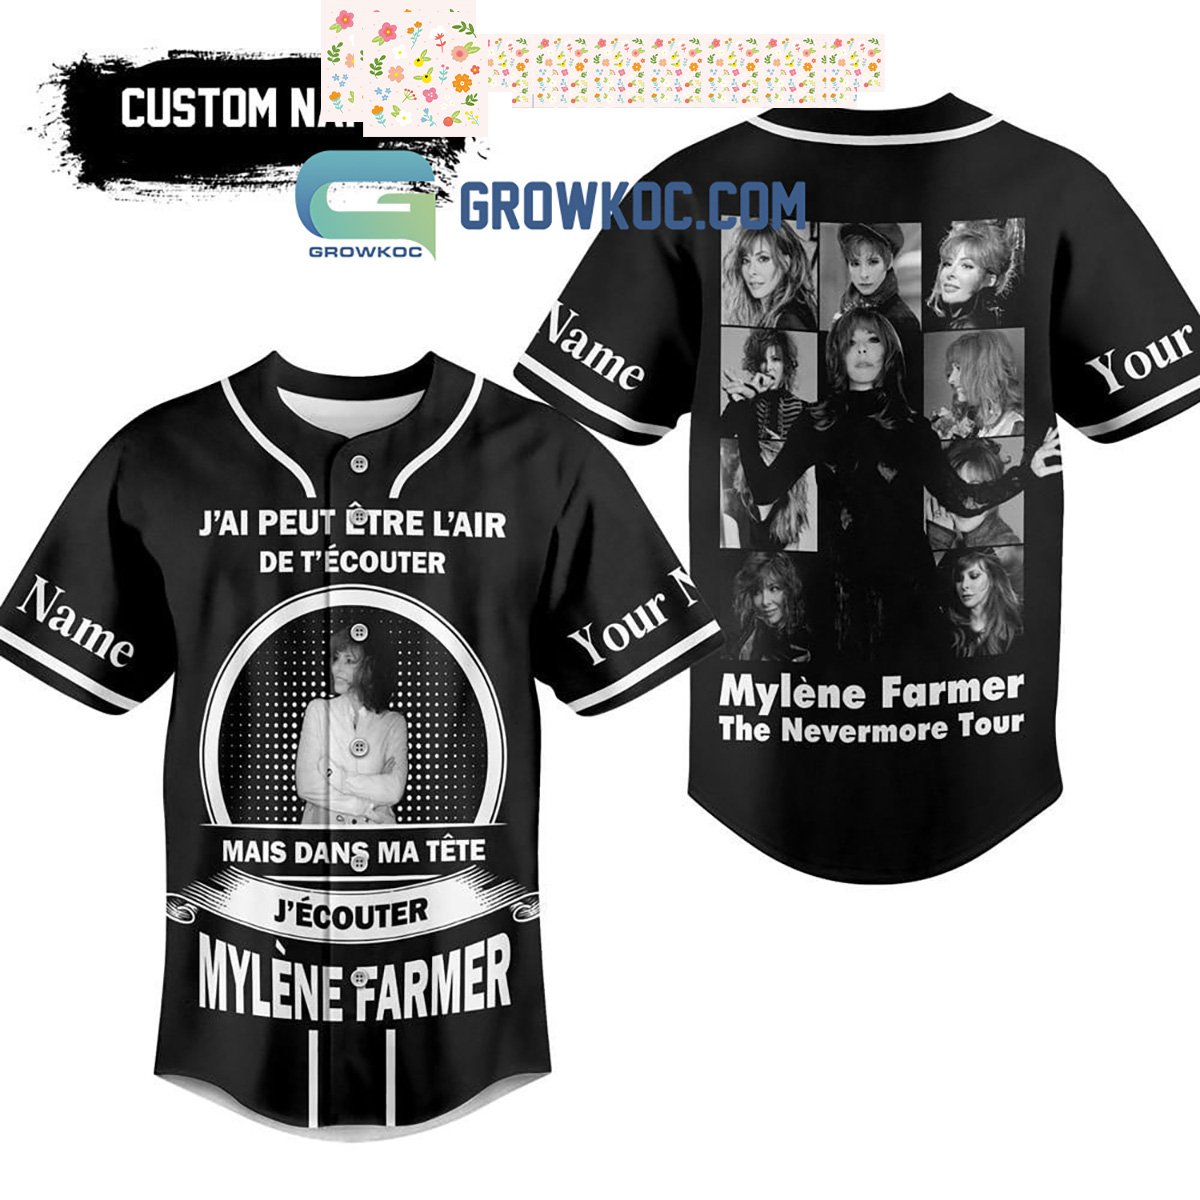 CUSTOM
GROWKOC
GROWKOC.COM
Name
Your
Mylène Farmer
The Nevermore Tour
J'AI PEUT ÊTRE L'AIR
DE T'ÉCOUTER
Name
Your
MAIS DANS MA TÊTE
J'ÉCOUTER
MYLÈNE FARMER